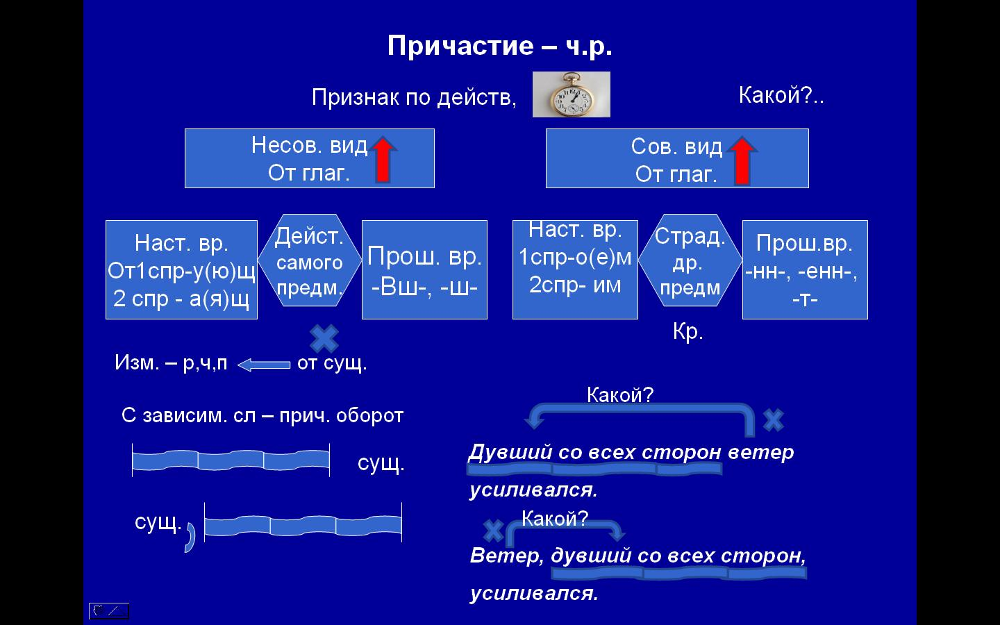 Причастие – ч.р.
Признак по действ,
Какой?..
Несов. вид
От глаг.
Сов. вид
От глаг.
Наст. вр.
От1спр-у(ю)щ
2 спр - а(я)щ
Дейст.
самого
предм.
Прош. вр.
-Вш-, -ш-
Наст. вр.
1спр-о(е)м
2спр- им
Страд.
др.
предм
Прош.вр.
-нн-, -енн-,
-т-
Кр.
Изм. – р,ч,п
от сущ.
С зависим. сл – прич. оборот
сущ.
сущ.
Какой?
Дувший со всех сторон ветер
усиливался.
Какой?
Ветер, дувший со всех сторон,
усиливался.